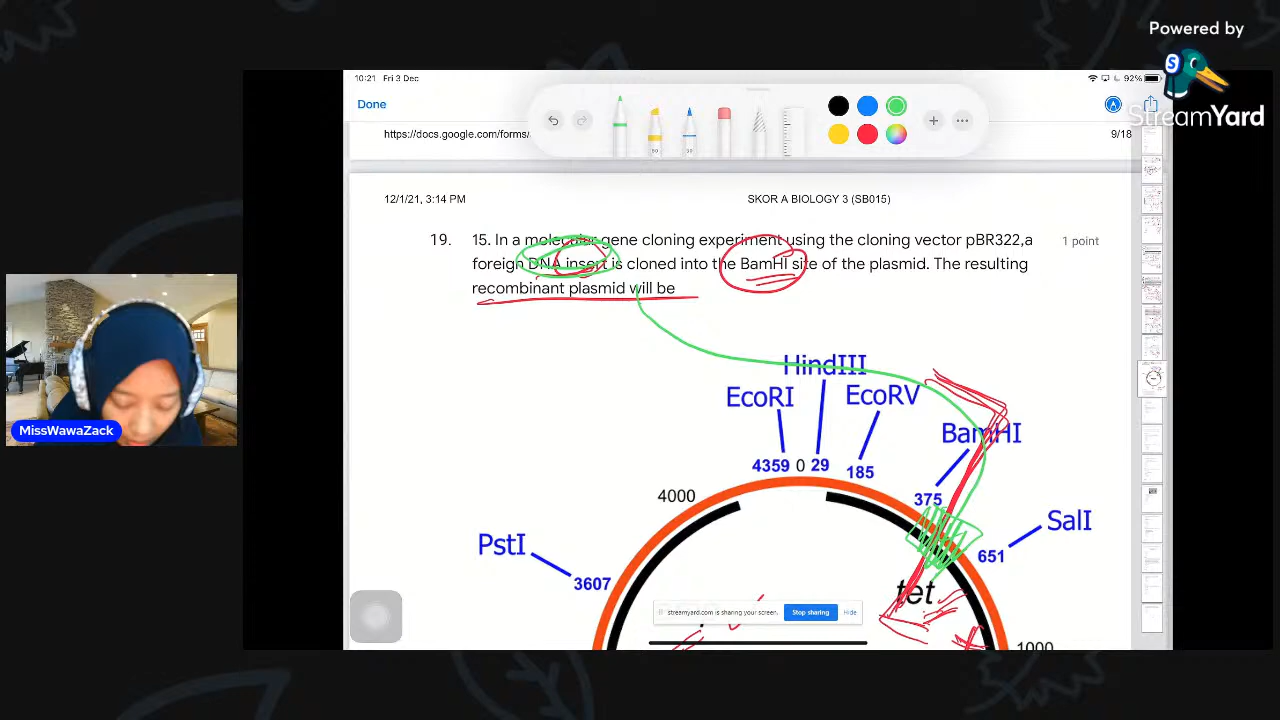 Powered by
StreamYard
10:21 Fri 3 Dec
92%
Done
https://docs.google.com/forms/
9/18
12/1/21, 3:14 PM
SKOR A BIOLOGY 3 (SB015)
19. 15. In a molecular gene cloning experiment using the cloning vector pBR322,a 1 point
foreign DNA insert is cloned into the BamHI site of the plasmid. The resulting
recombinant plasmid will be
HindIII
EcoRI
EcoRV
BamHI
4359 0 29 185
4000
375
SalI
PstI
651
3607
tet
streamyard.com is sharing your screen. Stop sharing Hide
1000
MissWawaZack